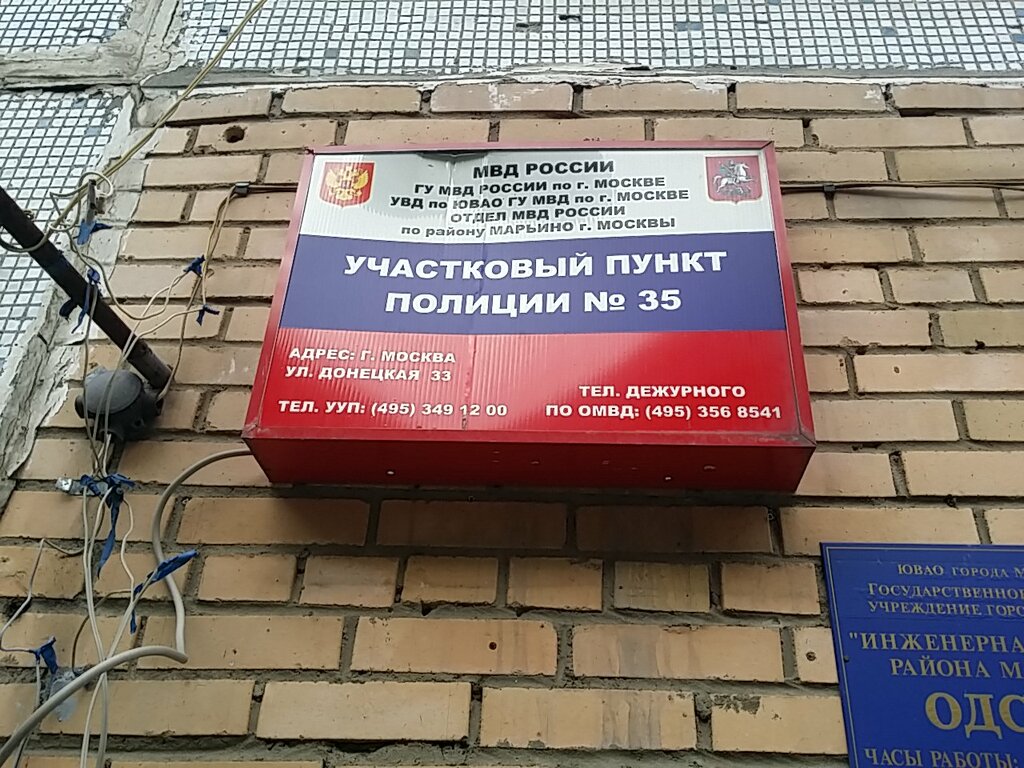 МВД РОССИИ
ГУ МВД РОССИИ по г. МОСКВЕ
УВД по ЮВАО ГУ МВД по г. МОСКВЕ
ОТДЕЛ МВД РОССИИ
по району МАРЬИНО г. МОСКВЫ
УЧАСТКОВЫЙ ПУНКТ
ПОЛИЦИИ № 35
АДРЕС: Г. МОСКВА
УЛ. ДОНЕЦКАЯ 33
ТЕЛ. УУП: (495) 349 12 00
ТЕЛ. ДЕЖУРНОГО
ПО ОМВД: (495) 356 8541
ЮВАО ГОРОДА М
ГОСУДАРСТВЕННО
УЧРЕЖДЕНИЕ ГОРО
"ИНЖЕНЕРНА
РАЙОНА М
ОДС
ЧАСЫ РАБОТЫ: